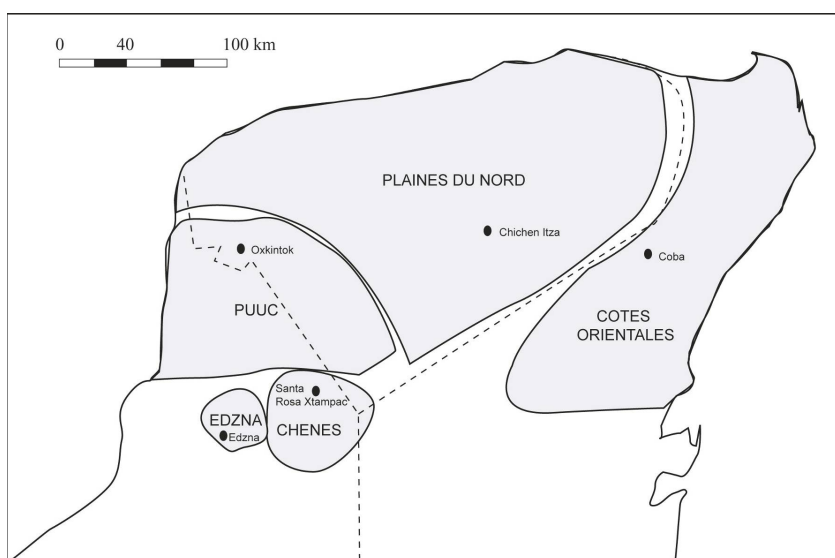 0 40 100 km
PLAINES DU NORD
Chichen Itza
Oxkintok
Coba
PUUC
COTES
ORIENTALES
Santa
Rosa Xtampac
EDZNA
Edzna
CHENES